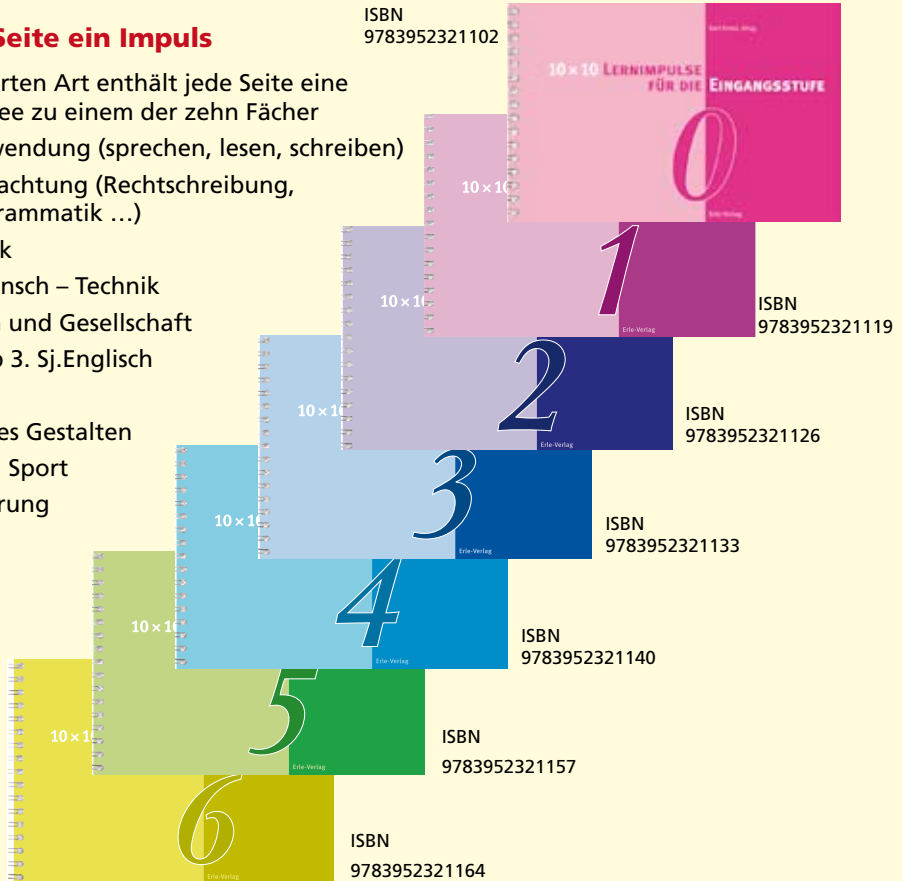 Seite ein Impuls
rten Art enthält jede Seite eine
ee zu einem der zehn Fächer
wendung (sprechen, lesen, schreiben)
achtung (Rechtschreibung,
rammatik …)
k
nsch – Technik
und Gesellschaft
3. Sj.Englisch
es Gestalten
Sport
rung
ISBN
9783952321102
10 × 10 LERNIMPULSE
FÜR DIE EINGANGSSTUFE
0
Erle-Verlag
10 × 10
1
Erle-Verlag
ISBN
9783952321119
10 × 10
2
Erle-Verlag
ISBN
9783952321126
10 × 10
3
Erle-Verlag
ISBN
9783952321133
10 × 10
4
Erle-Verlag
ISBN
9783952321140
10 × 10
5
Erle-Verlag
ISBN
9783952321157
10 × 1
6
Erle-Verlag
ISBN
9783952321164